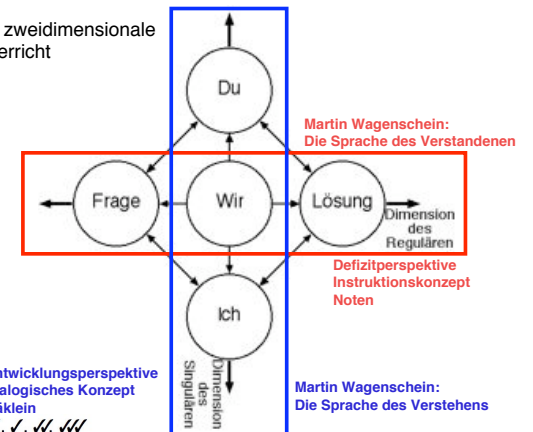 zweidimensionale
erricht
Du
Martin Wagenschein:
Die Sprache des Verstandenen
Frage
Wir
Lösung
Dimension
des
Regulären
Defizitperspektive
Instruktionskonzept
Noten
Ich
Dimension
des
Singulären
ntwicklungsperspektive
alogisches Konzept
klein
✓, ✓✓, ✓✓✓
Martin Wagenschein:
Die Sprache des Verstehens